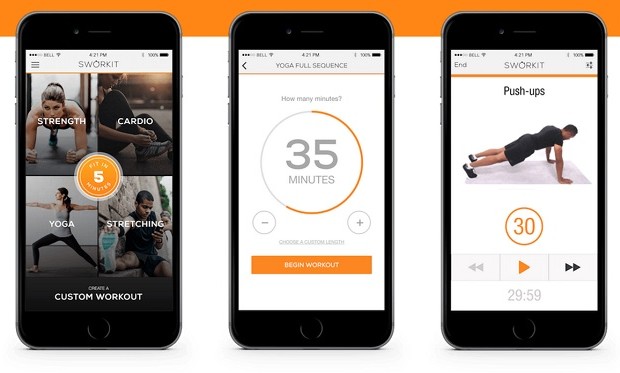 BELL 4:21 PM 100%
SWORKIT
STRENGTH CARDIO
FIT IN
5
MINUTES
YOGA STRETCHING
CREATE A
CUSTOM WORKOUT
BELL 4:21 PM 100%
YOGA FULL SEQUENCE
How many minutes?
35
MINUTES
CHOOSE A CUSTOM LENGTH
BEGIN WORKOUT
BELL 4:21 PM 100%
End SWORKIT
Push-ups
30
29:59